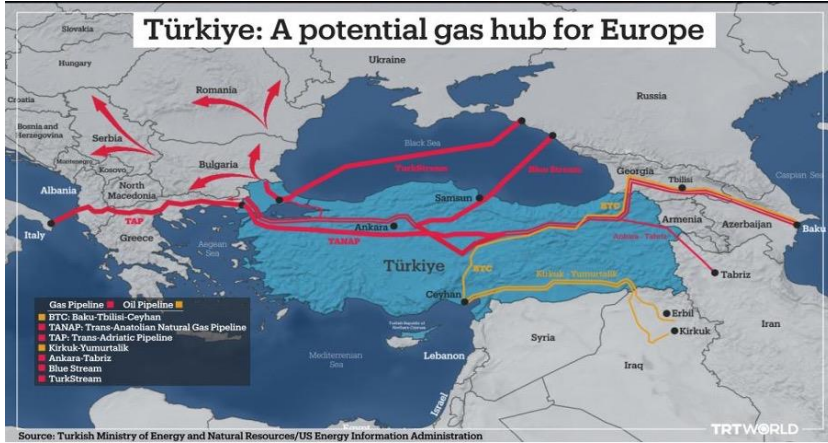 Türkiye: A potential gas hub for Europe
Slovakia
Ukraine
Hungary
Romania
Russia
Croatia
Bosnia and
Herzegovina
Serbia
Black Sea
TurkStream
Blue Stream
Caspian Sea
Montenegro
Kosovo
Bulgaria
Georgia
Tbilisi
Albania
North
Macedonia
Samsun
BTC
Armenia
Azerbaijan
Baku
Italy
TAP
Ankara
Greece
Aegean
Sea
TANAP
Ankara - Tabriz
Türkiye
BTC
Tabriz
Kirkuk - Yumurtalik
Ceyhan
Gas Pipeline
Oil Pipeline
BTC: Baku-Tbilisi-Ceyhan
TANAP: Trans-Anatolian Natural Gas Pipeline
TAP: Trans-Adriatic Pipeline
Kirkuk-Yumurtalik
Ankara-Tabriz
Blue Stream
TurkStream
Turkish Republic of
Northern Cyprus
Erbil
Kirkuk
Iran
Syria
Mediterranean
Sea
Lebanon
Iraq
Israel
TRTWORLD
Source: Turkish Ministry of Energy and Natural Resources/US Energy Information Administration